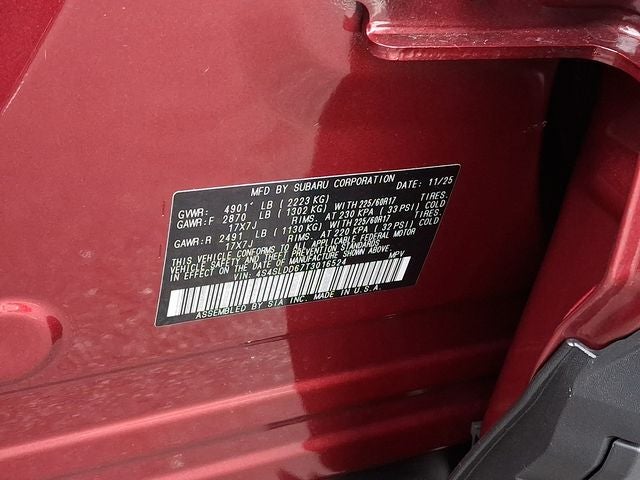 MFD BY SUBARU CORPORATION DATE: 11/25
GVWR: 4901 LB (2223 KG)
GAWR:F 2870 LB (1302 KG) WITH 225/60R17 TIRES.
17X7J RIMS. AT 230 KPA (33 PSI) COLD
GAWR:R 2491 LB (1130 KG) WITH 225/60R17 TIRES.
17X7J RIMS. AT 220 KPA (32 PSI) COLD
THIS VEHICLE CONFORMS TO ALL APPLICABLE FEDERAL MOTOR
VEHICLE SAFETY AND THEFT PREVENTION STANDARDS
IN EFFECT ON THE DATE OF MANUFACTURE SHOWN ABOVE.
VIN: 4S4SLDD67T3016524 MPV
ASSEMBLED BY SIA INC. MADE IN U.S.A.